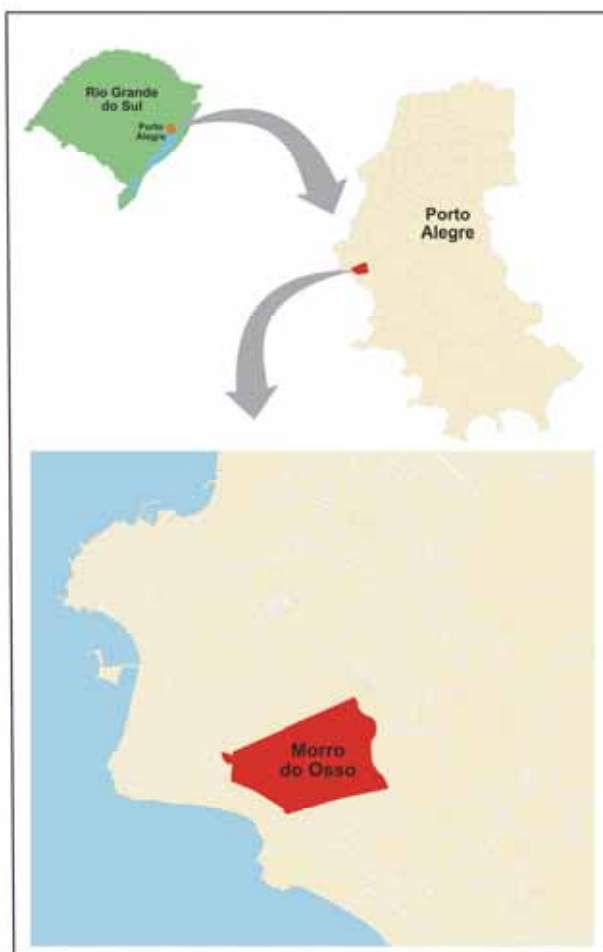 Rio Grande
do Sul
Porto
Alegre
Porto
Alegre
Morro
do Osso